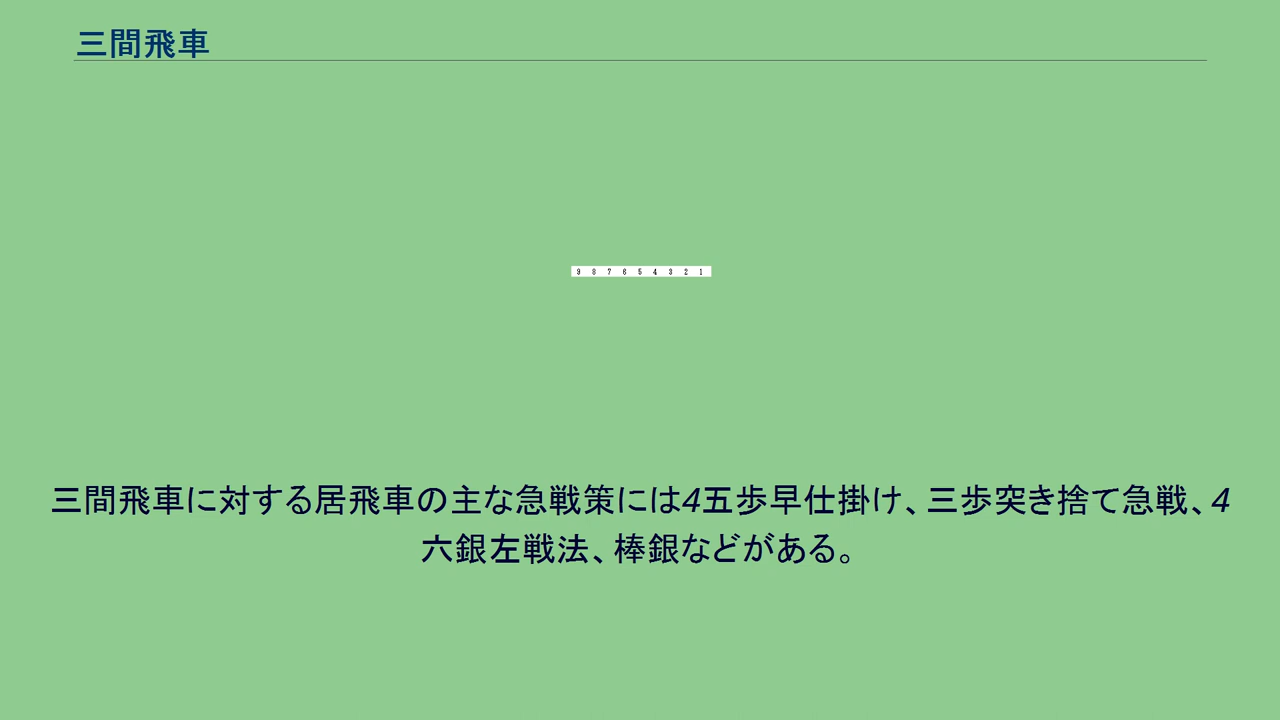 三間飛車
9 8 7 6 5 4 3 2 1
三間飛車に対する居飛車の主な急戦策には4五歩早仕掛け、三歩突き捨て急戦、4
六銀左戦法、棒銀などがある。